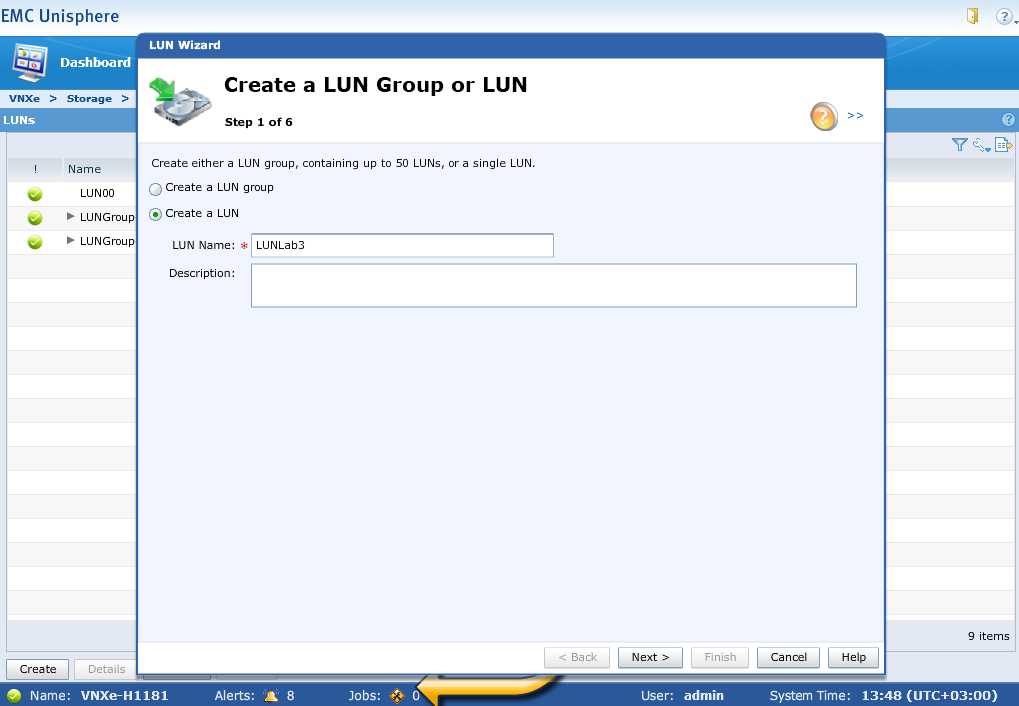 EMC Unisphere
LUN Wizard
Dashboard
Create a LUN Group or LUN
VNXe > Storage >
Step 1 of 6
>>
LUNs
Create either a LUN group, containing up to 50 LUNs, or a single LUN.
! Name
Create a LUN group
LUN00
Create a LUN
LUNGroup
LUNGroup
LUN Name: * LUNLab3
Description:
9 items
< Back Next > Finish Cancel Help
Create Details
Name: VNXe-H1181 Alerts: 8 Jobs: 0 User: admin System Time: 13:48 (UTC+03:00)